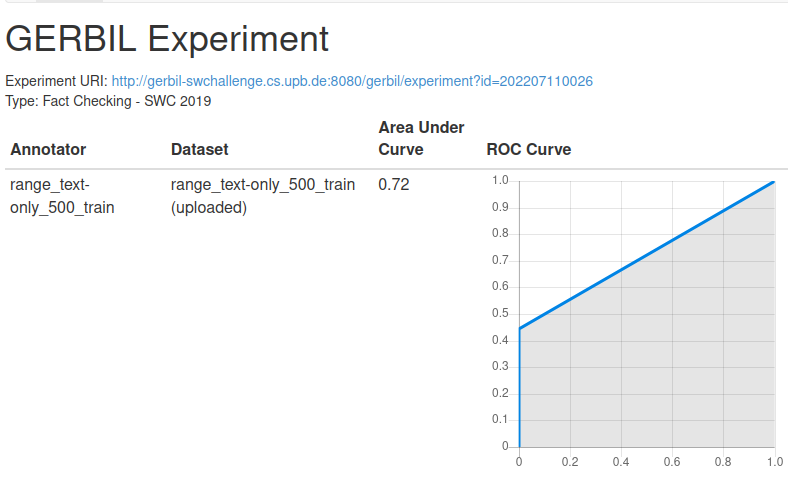 GERBIL Experiment
Experiment URI: http://gerbil-swchallenge.cs.upb.de:8080/gerbil/experiment?id=202207110026
Type: Fact Checking - SWC 2019
Annotator
Dataset
Area Under
Curve
ROC Curve
range_text-
only_500_train
range_text-only_500_train
(uploaded)
0.72
1.0
0.9
0.8
0.7
0.6
0.5
0.4
0.3
0.2
0.1
0
0 0.2 0.4 0.6 0.8 1.0